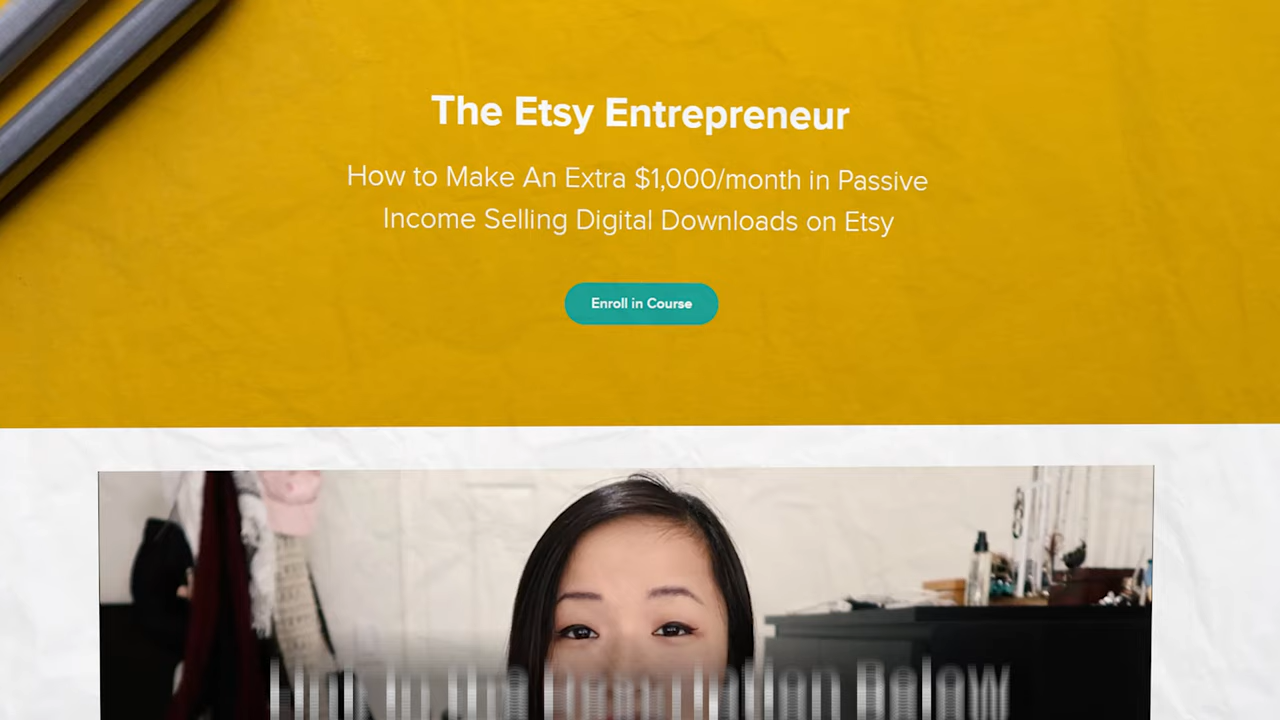 The Etsy Entrepreneur
How to Make An Extra $1,000/month in Passive
Income Selling Digital Downloads on Etsy
Enroll in Course
Below